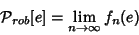 𝒫_{rob}[e] = \lim_{n→∞} f_n(e)